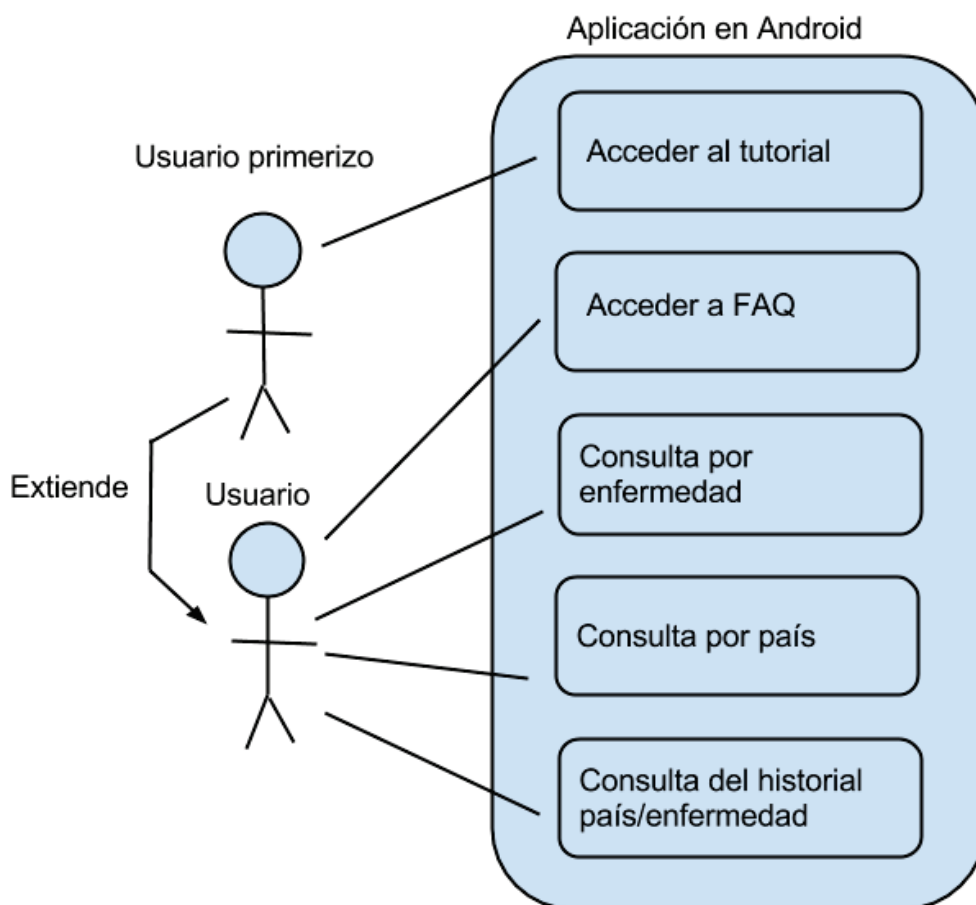 Aplicación en Android
Usuario primerizo
Acceder al tutorial
Acceder a FAQ
Extiende
Usuario
Consulta por
enfermedad
Consulta por país
Consulta del historial
país/enfermedad